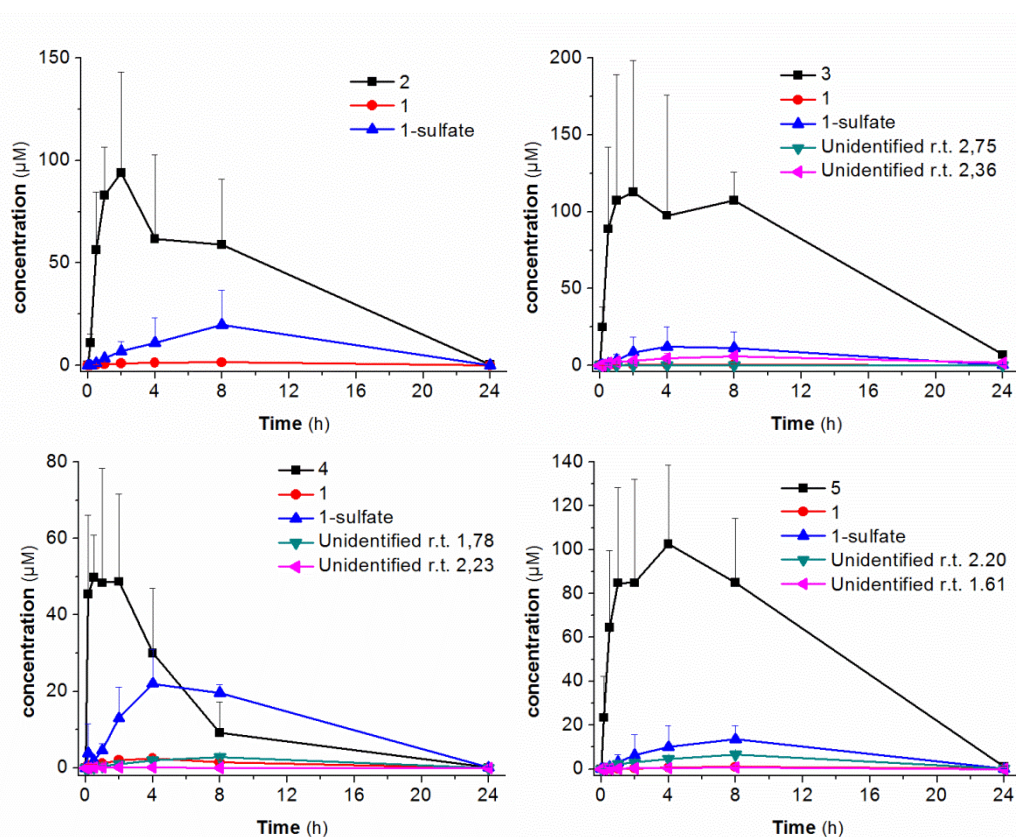 150
100
50
0
concentration (µM)
0 4 8 12 16 20 24
Time (h)
2
1
1-sulfate
200
150
100
50
0
concentration (µM)
0 4 8 12 16 20 24
Time (h)
3
1
1-sulfate
Unidentified r.t. 2,75
Unidentified r.t. 2,36
80
60
40
20
0
concentration (µM)
0 4 8 12 16 20 24
Time (h)
4
1
1-sulfate
Unidentified r.t. 1,78
Unidentified r.t. 2,23
140
120
100
80
60
40
20
0
concentration (µM)
0 4 8 12 16 20 24
Time (h)
5
1
1-sulfate
Unidentified r.t. 2.20
Unidentified r.t. 1.61